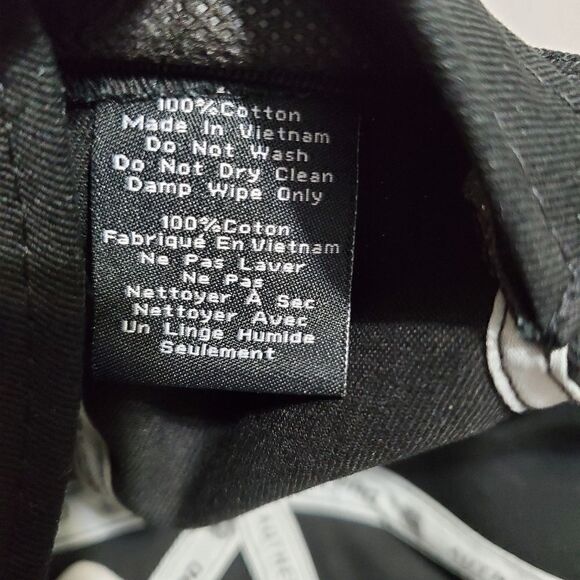 100%Cotton
Made In Vietnam
Do Not Wash
Do Not Dry Clean
Damp Wipe Only
100%Coton
Fabriqué En Vietnam
Ne Pas Laver
Ne Pas
Nettoyer À Sec
Nettoyer Avec
Un Linge Humide
Seulement